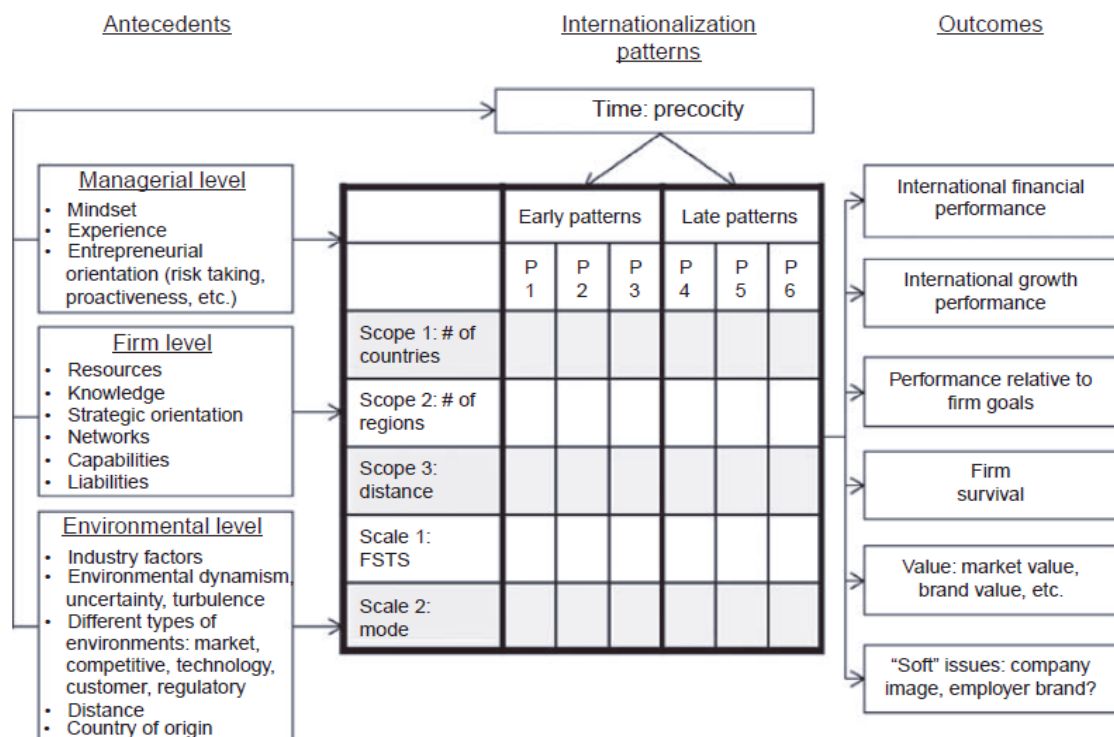 Antecedents
Internationalization
patterns
Outcomes
Time: precocity
Managerial level
• Mindset
• Experience
• Entrepreneurial
orientation (risk taking,
proactiveness, etc.)
Firm level
• Resources
• Knowledge
• Strategic orientation
• Networks
• Capabilities
• Liabilities
Environmental level
• Industry factors
• Environmental dynamism,
uncertainty, turbulence
• Different types of
environments: market,
competitive, technology,
customer, regulatory
• Distance
• Country of origin
Early patterns
Late patterns
P
1
P
2
P
3
P
4
P
5
P
6
Scope 1: # of
countries
Scope 2: # of
regions
Scope 3:
distance
Scale 1:
FSTS
Scale 2:
mode
International financial
performance
International growth
performance
Performance relative to
firm goals
Firm
survival
Value: market value,
brand value, etc.
“Soft” issues: company
image, employer brand?